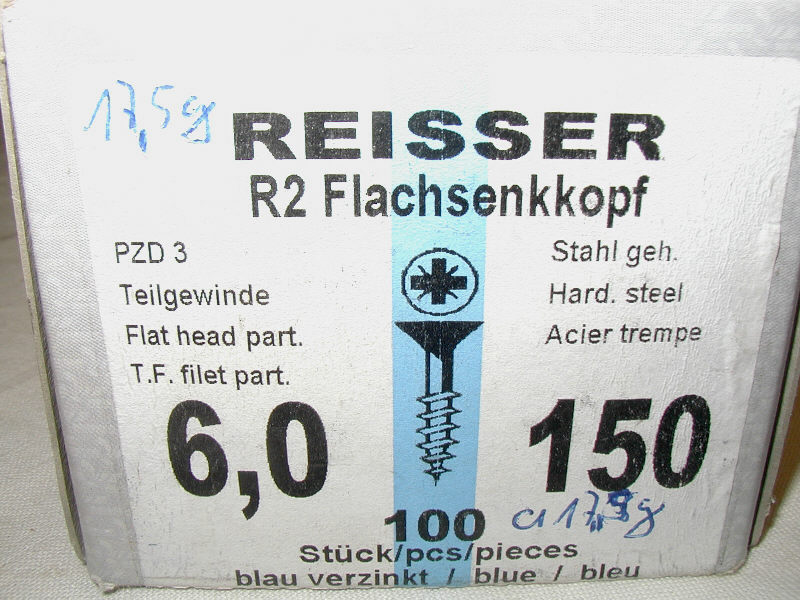 17,5g
REISSER
R2 Flachsenkkopf
PZD 3
Teilgewinde
Flat head part.
T.F. filet part.
Stahl geh.
Hard. steel
Acier trempe
6,0
150
100
Stück/pcs/pieces
blau verzinkt / blue / bleu